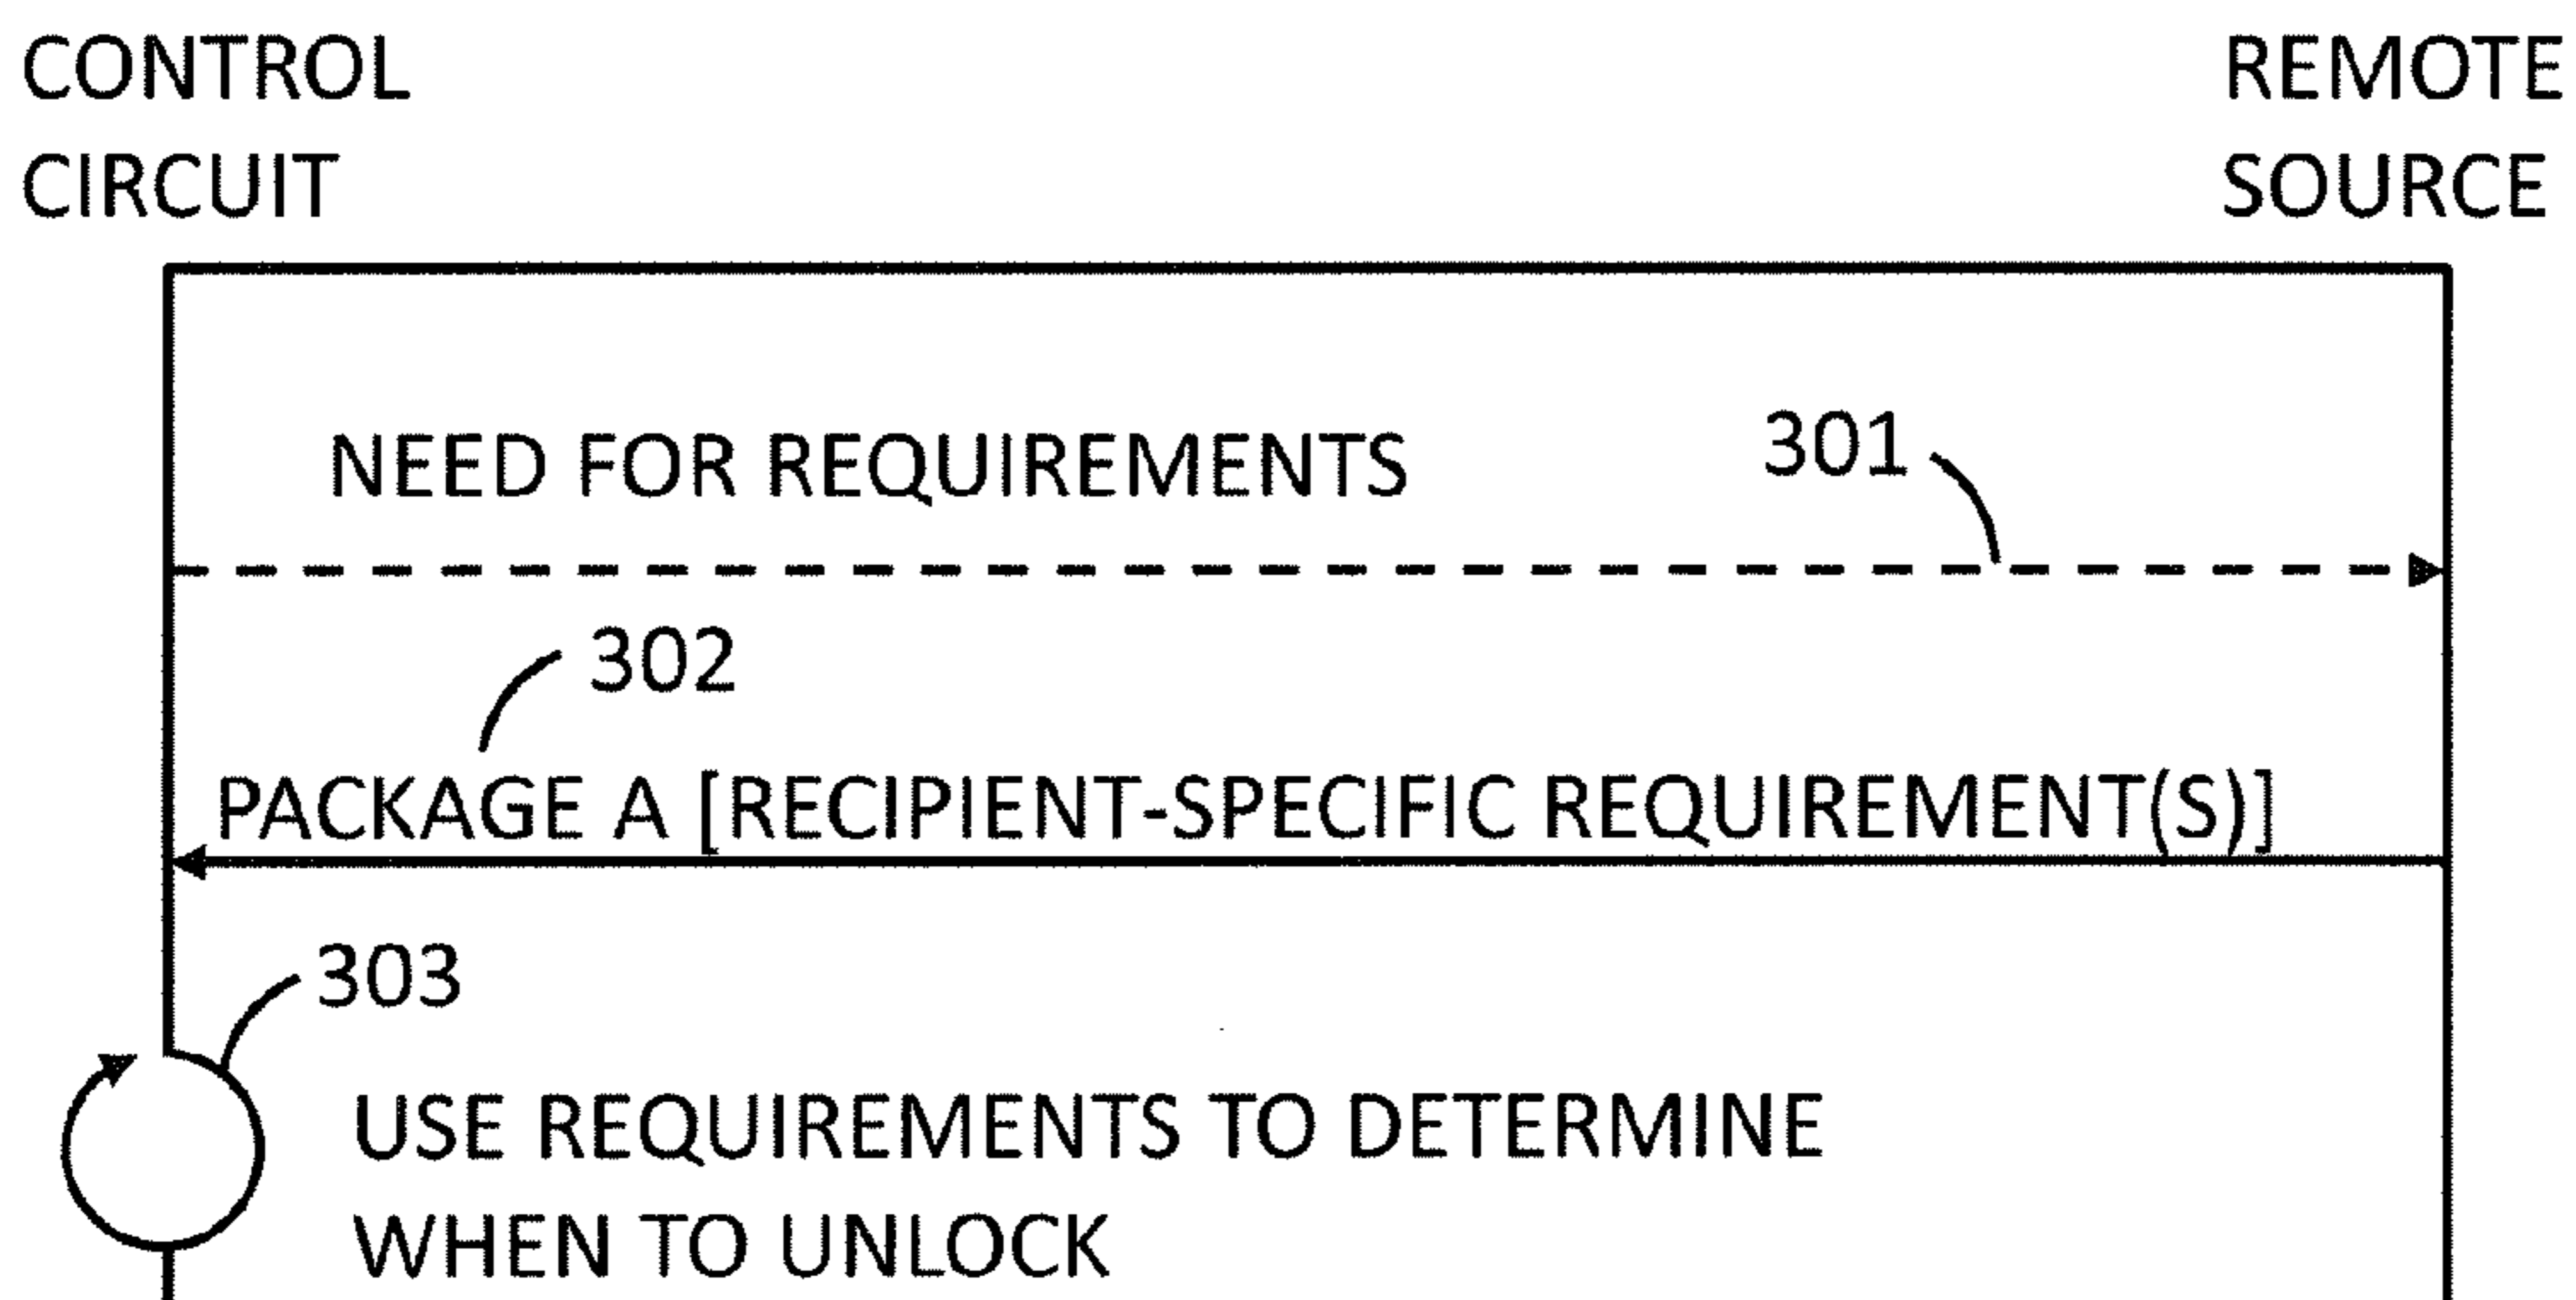 CONTROL
CIRCUIT
REMOTE
SOURCE
NEED FOR REQUIREMENTS
301
302
PACKAGE A [RECIPIENT-SPECIFIC REQUIREMENT(S)]
303
USE REQUIREMENTS TO DETERMINE
WHEN TO UNLOCK